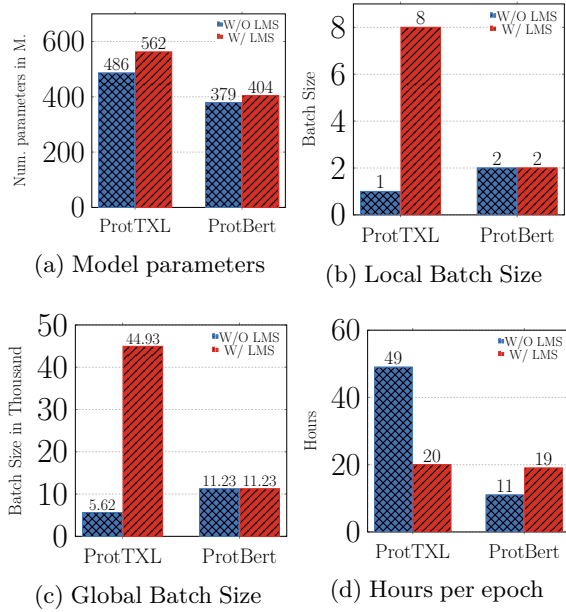 Num. parameters in M.
600
400
200
0
486
562
379
404
W/O LMS
W/ LMS
ProtTXL
ProtBert
(a) Model parameters
Batch Size
8
6
4
2
0
1
8
2
2
W/O LMS
W/ LMS
ProtTXL
ProtBert
(b) Local Batch Size
Batch Size in Thousand
50
40
30
20
10
0
5.62
44.93
11.23
11.23
W/O LMS
W/ LMS
ProtTXL
ProtBert
(c) Global Batch Size
Hours
60
40
20
0
49
20
11
19
W/O LMS
W/ LMS
ProtTXL
ProtBert
(d) Hours per epoch